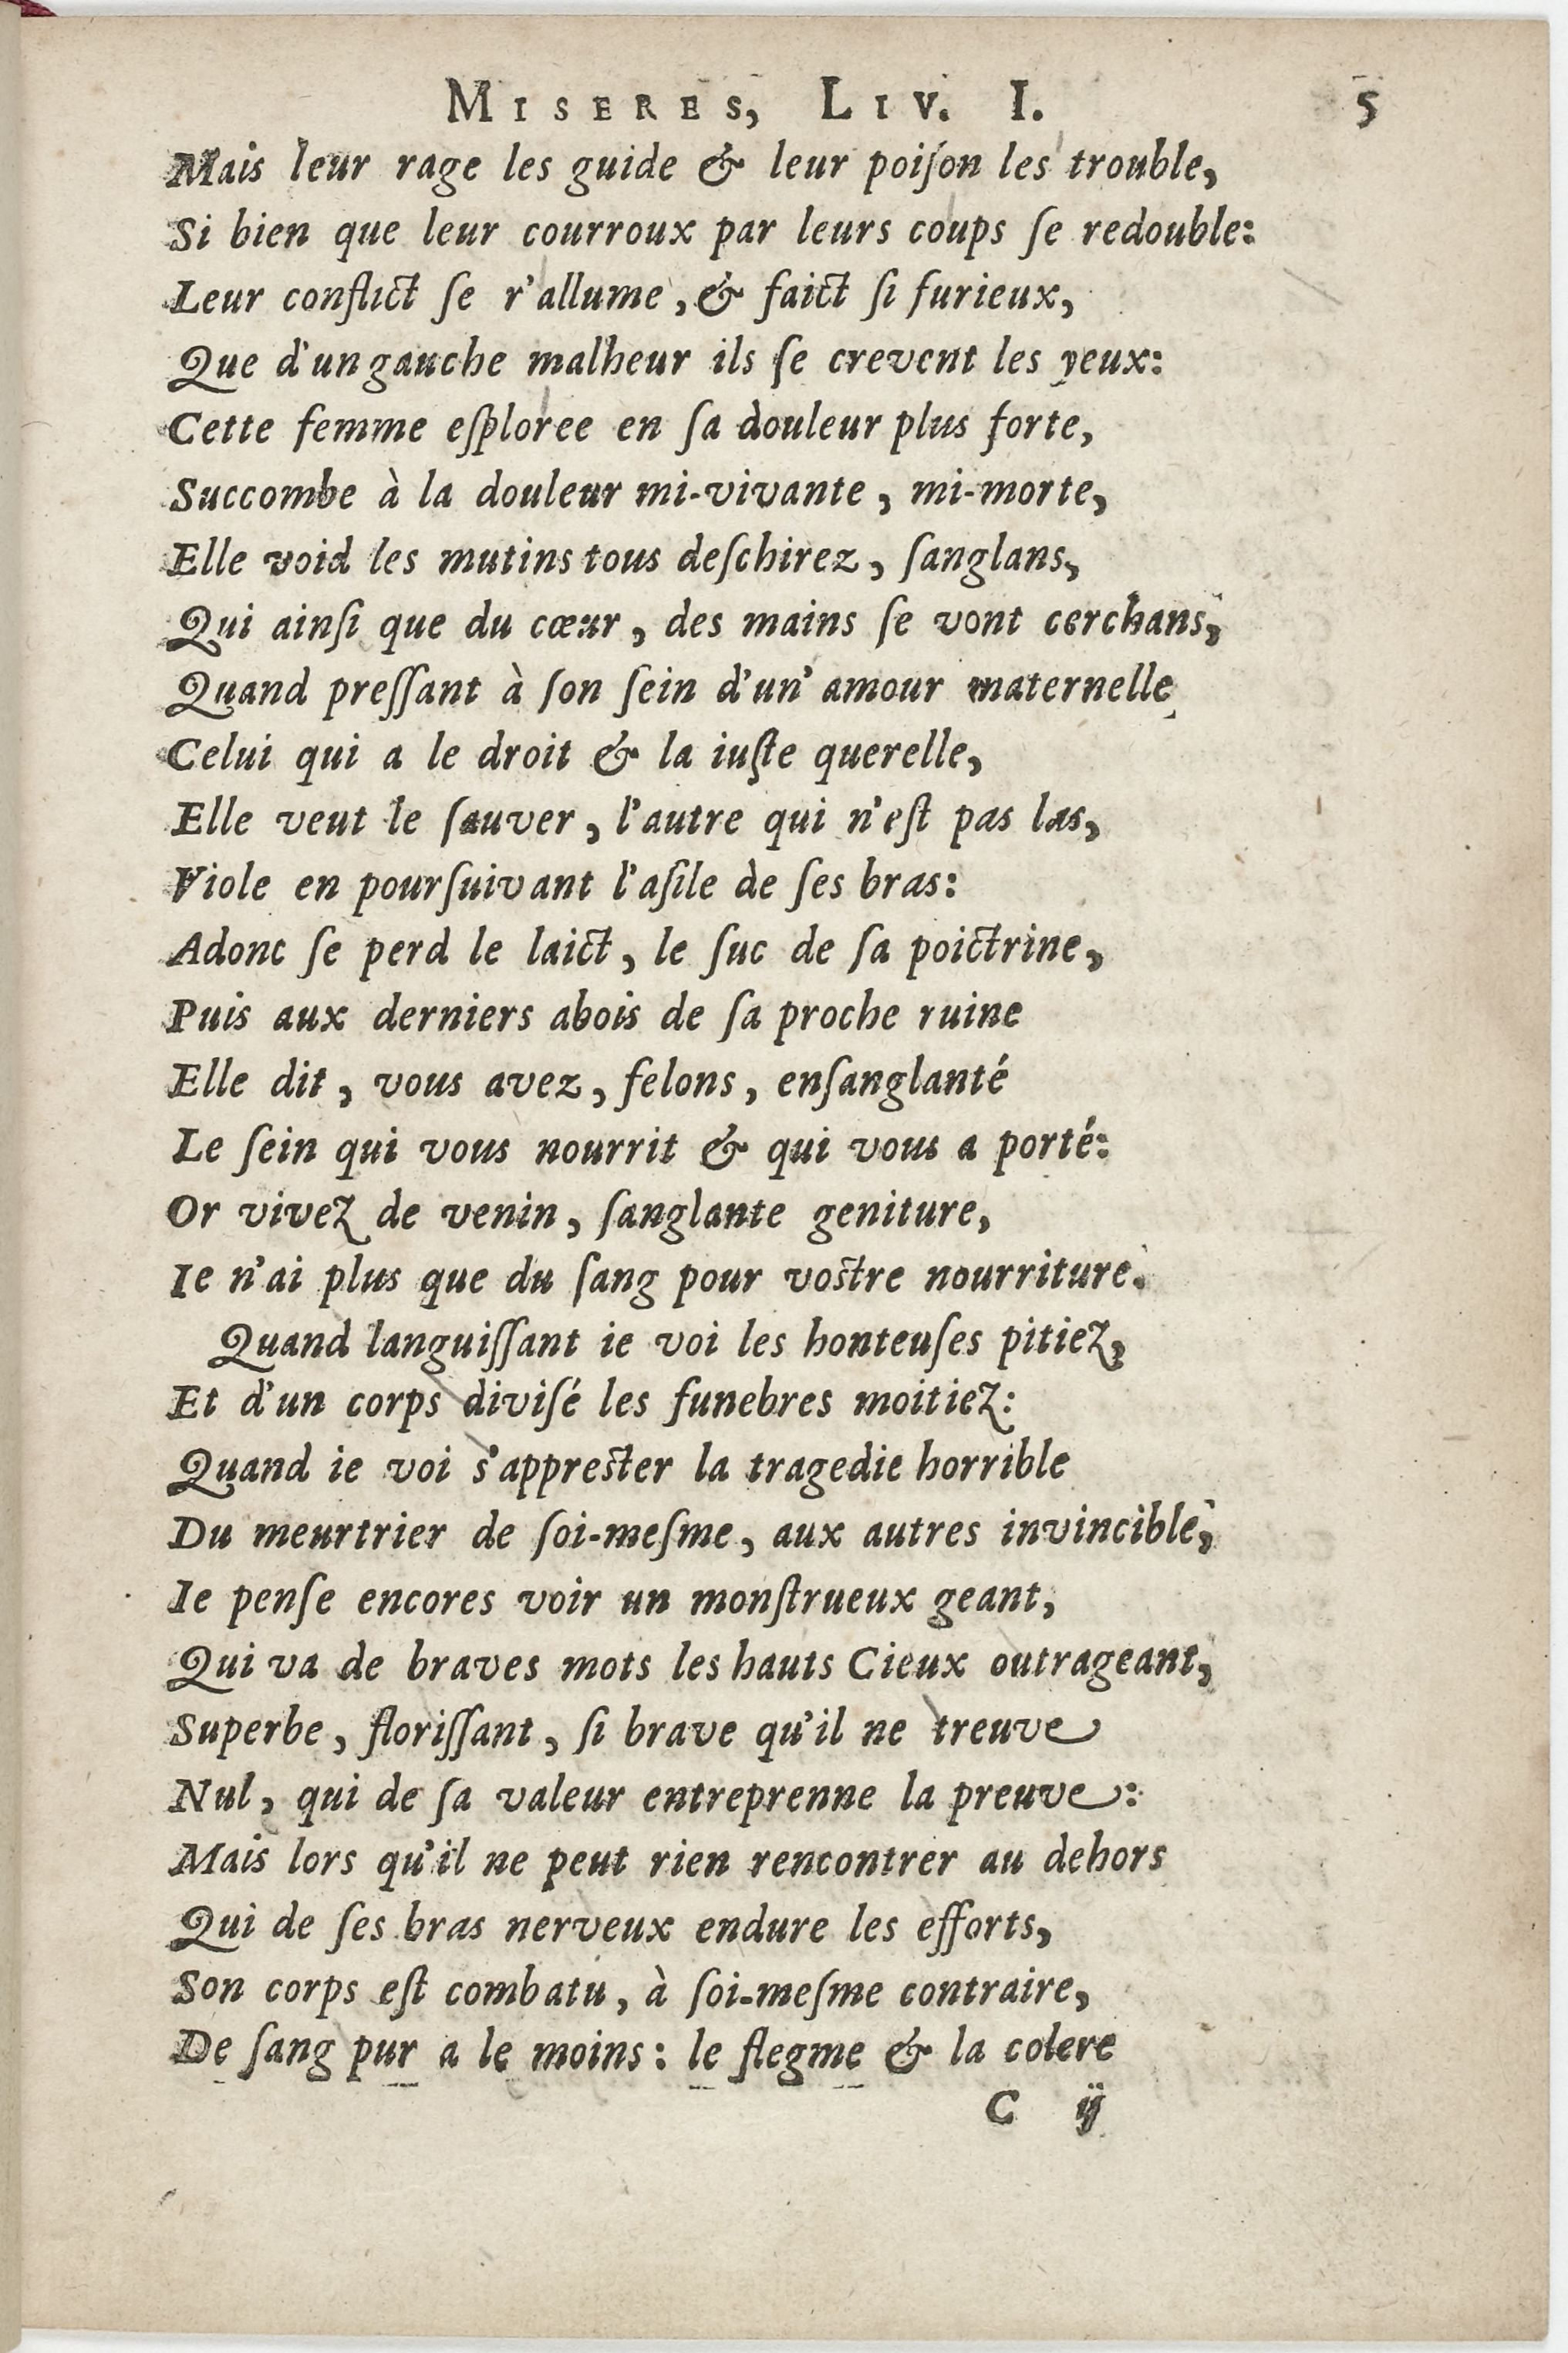 MISERES, LIV. I. 5
Mais leur rage les guide & leur poiſon les trouble,
Si bien que leur courroux par leurs coups ſe redouble:
Leur conflict ſe r'allume, & faict ſi furieux,
Que d'un gauche malheur ils ſe crevent les yeux:
Cette femme eſploree en ſa douleur plus forte,
Succombe à la douleur mi-vivante, mi-morte,
Elle void les mutins tous deſchirez, ſanglans,
Qui ainſi que du cœur, des mains ſe vont cerchans,
Quand preſſant à ſon ſein d'un' amour maternelle
Celui qui a le droit & la iuſte querelle,
Elle veut le ſauver, l'autre qui n'eſt pas las,
Viole en pourſuivant l'aſile de ſes bras:
Adonc ſe perd le laict, le ſuc de ſa poictrine,
Puis aux derniers abois de ſa proche ruine
Elle dit, vous avez, felons, enſanglanté
Le ſein qui vous nourrit & qui vous a porté:
Or vivez de venin, ſanglante geniture,
Ie n'ai plus que du ſang pour voſtre nourriture.
Quand languiſſant ie voi les honteuſes pitiez,
Et d'un corps diviſé les funebres moitiez:
Quand ie voi s'appreſter la tragedie horrible
Du meurtrier de ſoi-meſme, aux autres invincible,
Ie penſe encores voir un monſtrueux geant,
Qui va de braves mots les hauts Cieux outrageant,
Superbe, floriſſant, ſi brave qu'il ne treuve
Nul, qui de ſa valeur entreprenne la preuve:
Mais lors qu'il ne peut rien rencontrer au dehors
Qui de ſes bras nerveux endure les efforts,
Son corps eſt combatu, à ſoi-meſme contraire,
De ſang pur a le moins: le flegme & la colere
C ij